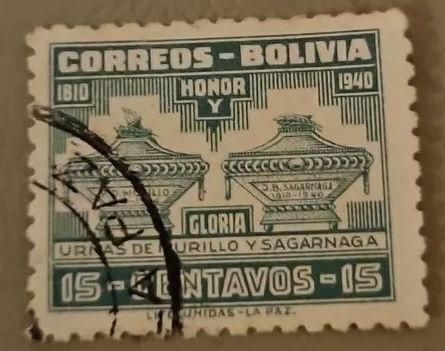 CORREOS - BOLIVIA
1810 HONOR 1940
Y
J.B. SAGARNAGA
1810-1940
GLORIA
URNAS DE MURILLO Y SAGARNAGA
15 - CENTAVOS - 15
UNIDAS - LA PAZ.